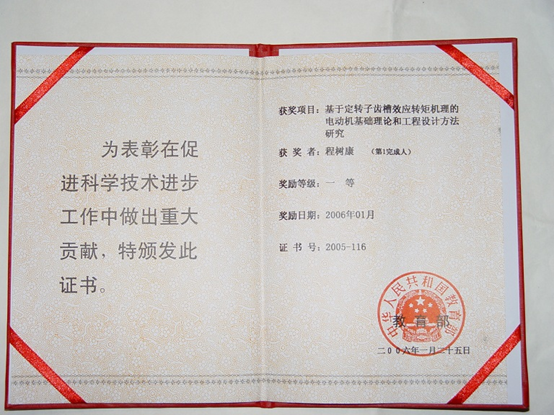 为表彰在促
进科学技术进步
工作中做出重大
贡献，特颁发此
证书。
获奖项目：基于定转子齿槽效应转矩机理的
电动机基础理论和工程设计方法
研究
获 奖 者：程树康 （第1完成人）
奖励等级：一 等
奖励日期：2006年01月
证 书 号：2005-116
中华人民共和国教育部
教 育 部
二００六年一月二十五日